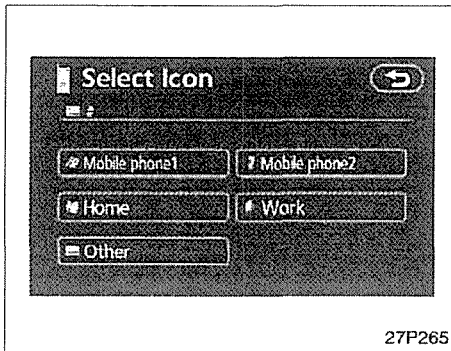 Select Icon
Mobile phone1 Mobile phone2
Home Work
Other
27P265